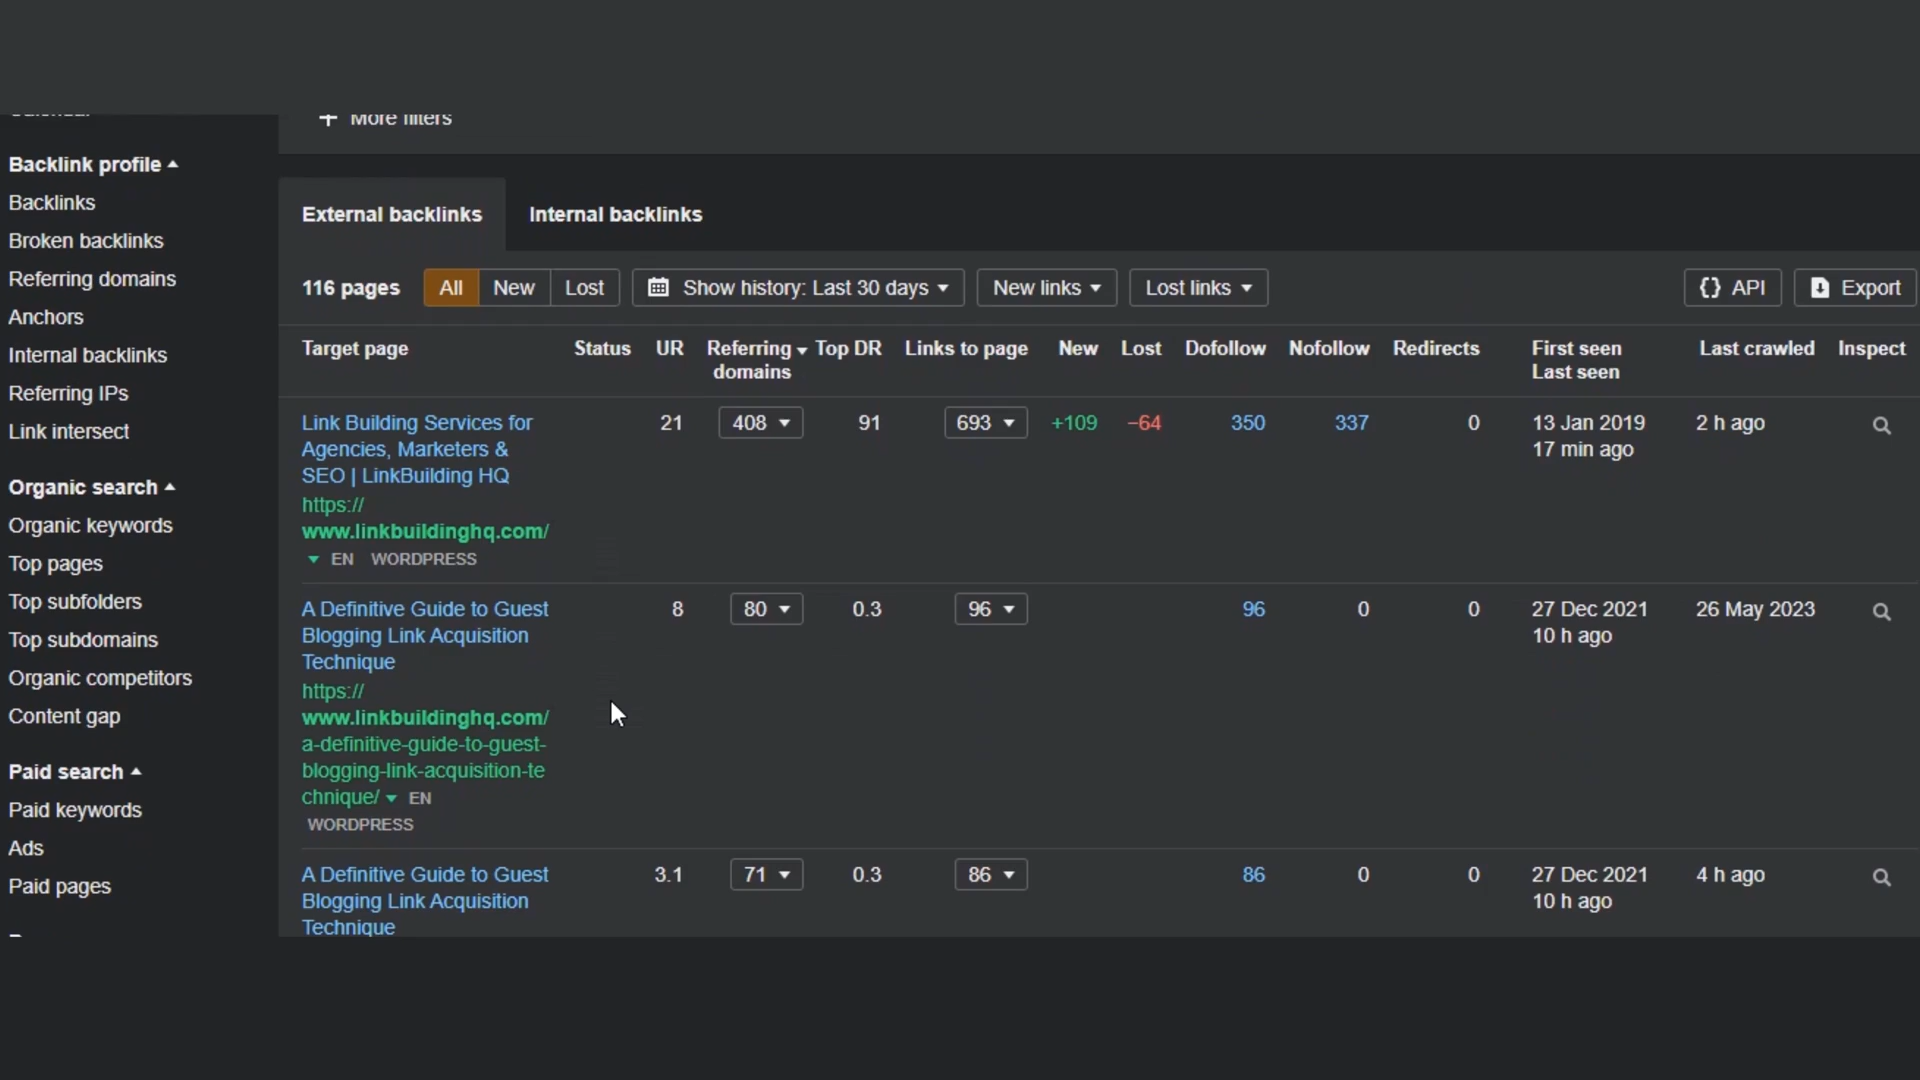 More filters
Backlink profile
Backlinks
Broken backlinks
Referring domains
Anchors
Internal backlinks
Referring IPs
Link intersect
Organic search
Organic keywords
Top pages
Top subfolders
Top subdomains
Organic competitors
Content gap
Paid search
Paid keywords
Ads
Paid pages
External backlinks Internal backlinks
116 pages All New Lost Show history: Last 30 days New links Lost links API Export
Target page Status UR Referring domains Top DR Links to page New Lost Dofollow Nofollow Redirects First seen Last seen Last crawled Inspect
Link Building Services for 21 408 91 693 +109 −64 350 337 0 13 Jan 2019 2 h ago
Agencies, Marketers & 17 min ago
SEO | LinkBuilding HQ
https://
www.linkbuildinghq.com/
EN WORDPRESS
A Definitive Guide to Guest 8 80 0.3 96 96 0 0 27 Dec 2021 26 May 2023
Blogging Link Acquisition 10 h ago
Technique
https://
www.linkbuildinghq.com/
a-definitive-guide-to-guest-
blogging-link-acquisition-te
chnique/ EN
WORDPRESS
A Definitive Guide to Guest 3.1 71 0.3 86 86 0 0 27 Dec 2021 4 h ago
Blogging Link Acquisition 10 h ago
Technique